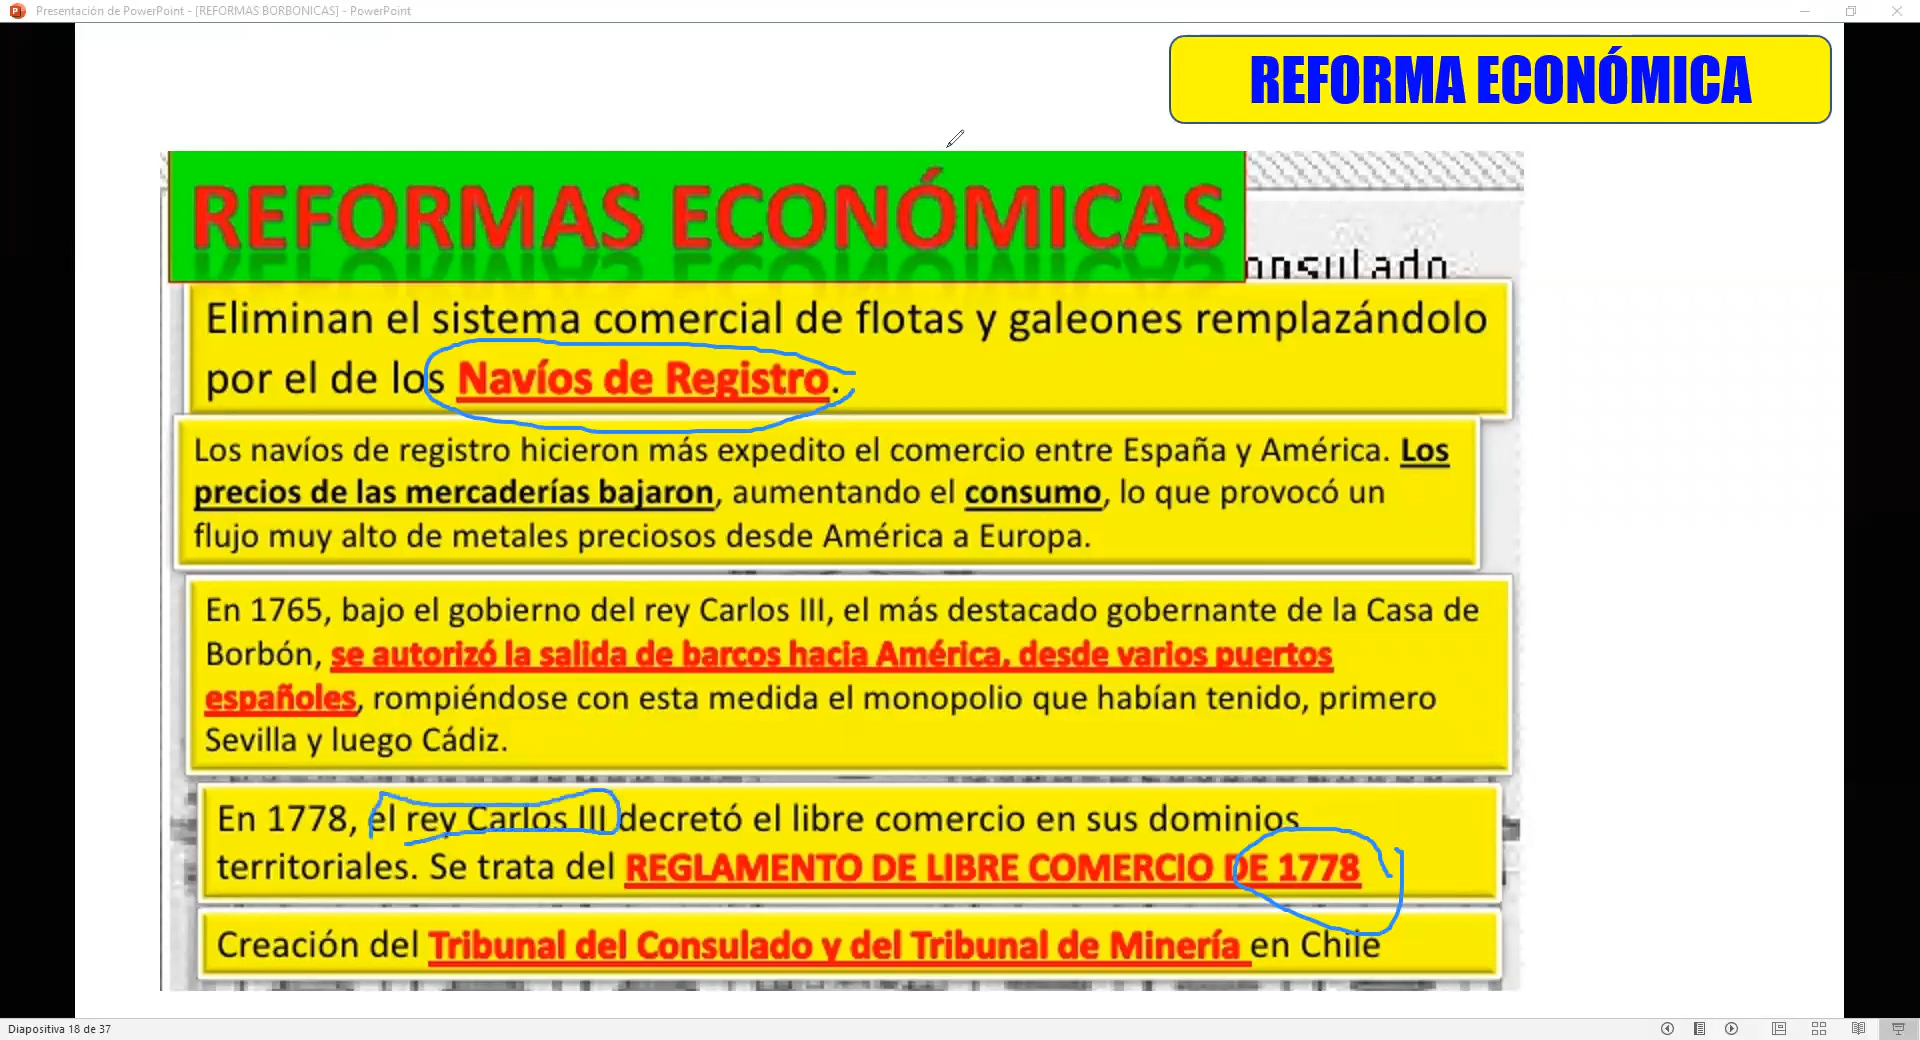 Presentación de PowerPoint - [REFORMAS BORBONICAS] - PowerPoint
REFORMA ECONÓMICA
REFORMAS ECONÓMICAS
Eliminan el sistema comercial de flotas y galeones remplazándolo
por el de los Navíos de Registro.
Los navíos de registro hicieron más expedito el comercio entre España y América. Los
precios de las mercaderías bajaron, aumentando el consumo, lo que provocó un
flujo muy alto de metales preciosos desde América a Europa.
En 1765, bajo el gobierno del rey Carlos III, el más destacado gobernante de la Casa de
Borbón, se autorizó la salida de barcos hacia América, desde varios puertos
españoles, rompiéndose con esta medida el monopolio que habían tenido, primero
Sevilla y luego Cádiz.
En 1778, el rey Carlos III decretó el libre comercio en sus dominios
territoriales. Se trata del REGLAMENTO DE LIBRE COMERCIO DE 1778
Creación del Tribunal del Consulado y del Tribunal de Minería en Chile
Diapositiva 18 de 37